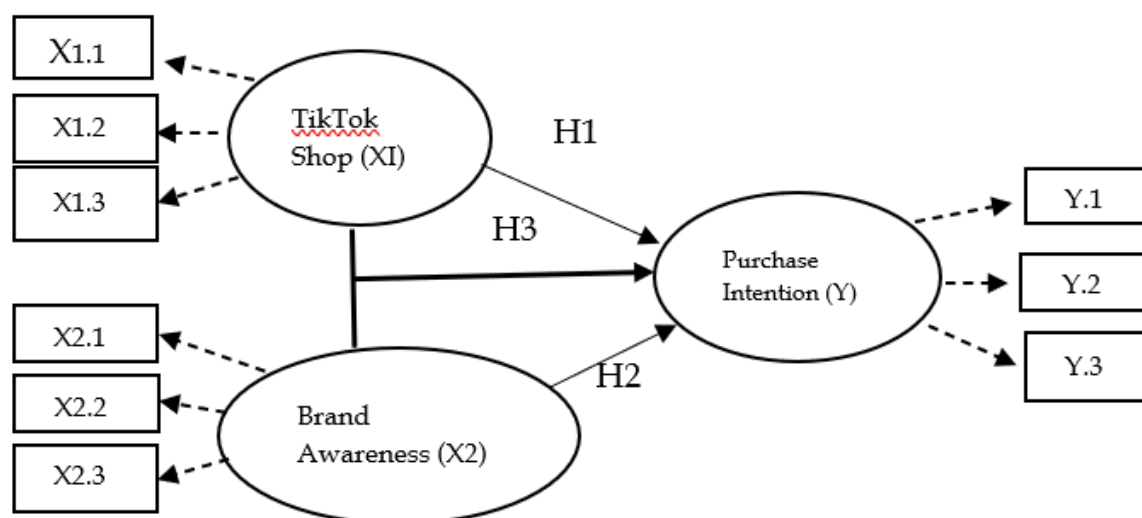 X1.1
X1.2
X1.3
TikTok
Shop (XI)
H1
H3
Purchase
Intention (Y)
Y.1
Y.2
Y.3
X2.1
X2.2
X2.3
Brand
Awareness (X2)
H2